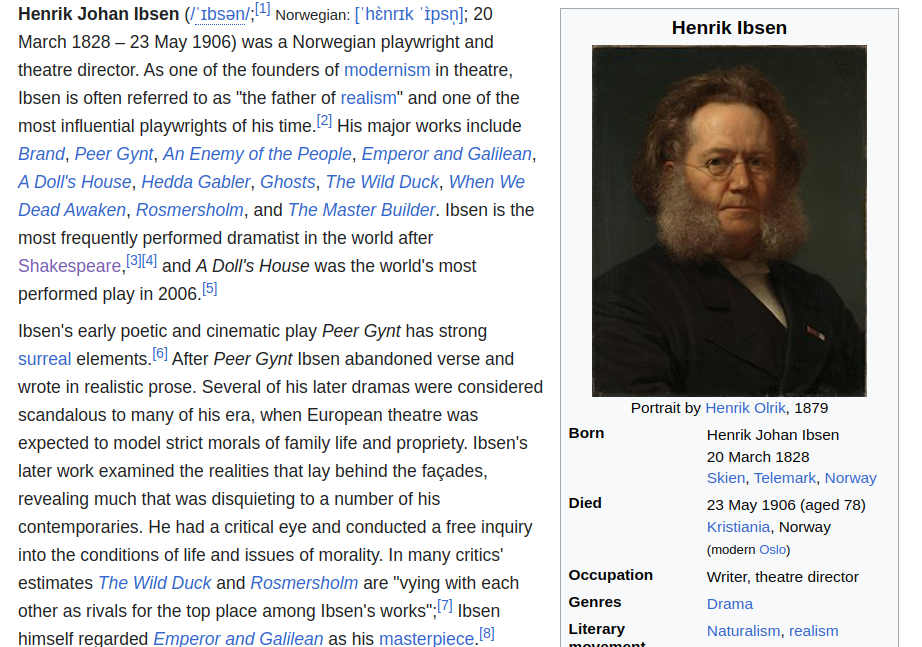 Henrik Johan Ibsen (/ˈɪbsən/;[1] Norwegian: [ˈhɛ̀nrɪk ˈɪ̀psn̩]; 20
March 1828 – 23 May 1906) was a Norwegian playwright and
theatre director. As one of the founders of modernism in theatre,
Ibsen is often referred to as "the father of realism" and one of the
most influential playwrights of his time.[2] His major works include
Brand, Peer Gynt, An Enemy of the People, Emperor and Galilean,
A Doll's House, Hedda Gabler, Ghosts, The Wild Duck, When We
Dead Awaken, Rosmersholm, and The Master Builder. Ibsen is the
most frequently performed dramatist in the world after
Shakespeare,[3][4] and A Doll's House was the world's most
performed play in 2006.[5]
Ibsen's early poetic and cinematic play Peer Gynt has strong
surreal elements.[6] After Peer Gynt Ibsen abandoned verse and
wrote in realistic prose. Several of his later dramas were considered
scandalous to many of his era, when European theatre was
expected to model strict morals of family life and propriety. Ibsen's
later work examined the realities that lay behind the façades,
revealing much that was disquieting to a number of his
contemporaries. He had a critical eye and conducted a free inquiry
into the conditions of life and issues of morality. In many critics'
estimates The Wild Duck and Rosmersholm are "vying with each
other as rivals for the top place among Ibsen's works";[7] Ibsen
himself regarded Emperor and Galilean as his masterpiece.[8]
Henrik Ibsen
Portrait by Henrik Olrik, 1879
Born Henrik Johan Ibsen
20 March 1828
Skien, Telemark, Norway
Died 23 May 1906 (aged 78)
Kristiania, Norway
(modern Oslo)
Occupation Writer, theatre director
Genres Drama
Literary Naturalism, realism
movement